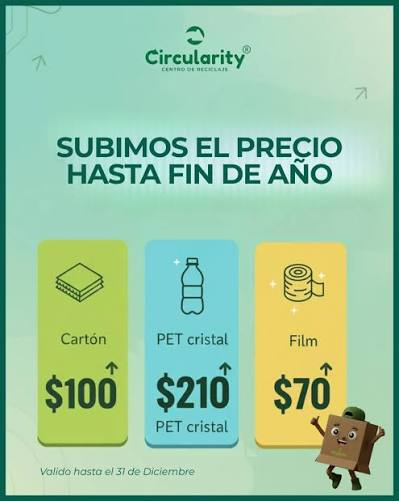 Circularity®
CENTRO DE RECICLAJE
SUBIMOS EL PRECIO
HASTA FIN DE AÑO
Cartón
$100
PET cristal
$210
PET cristal
Film
$70
Valido hasta el 31 de Diciembre